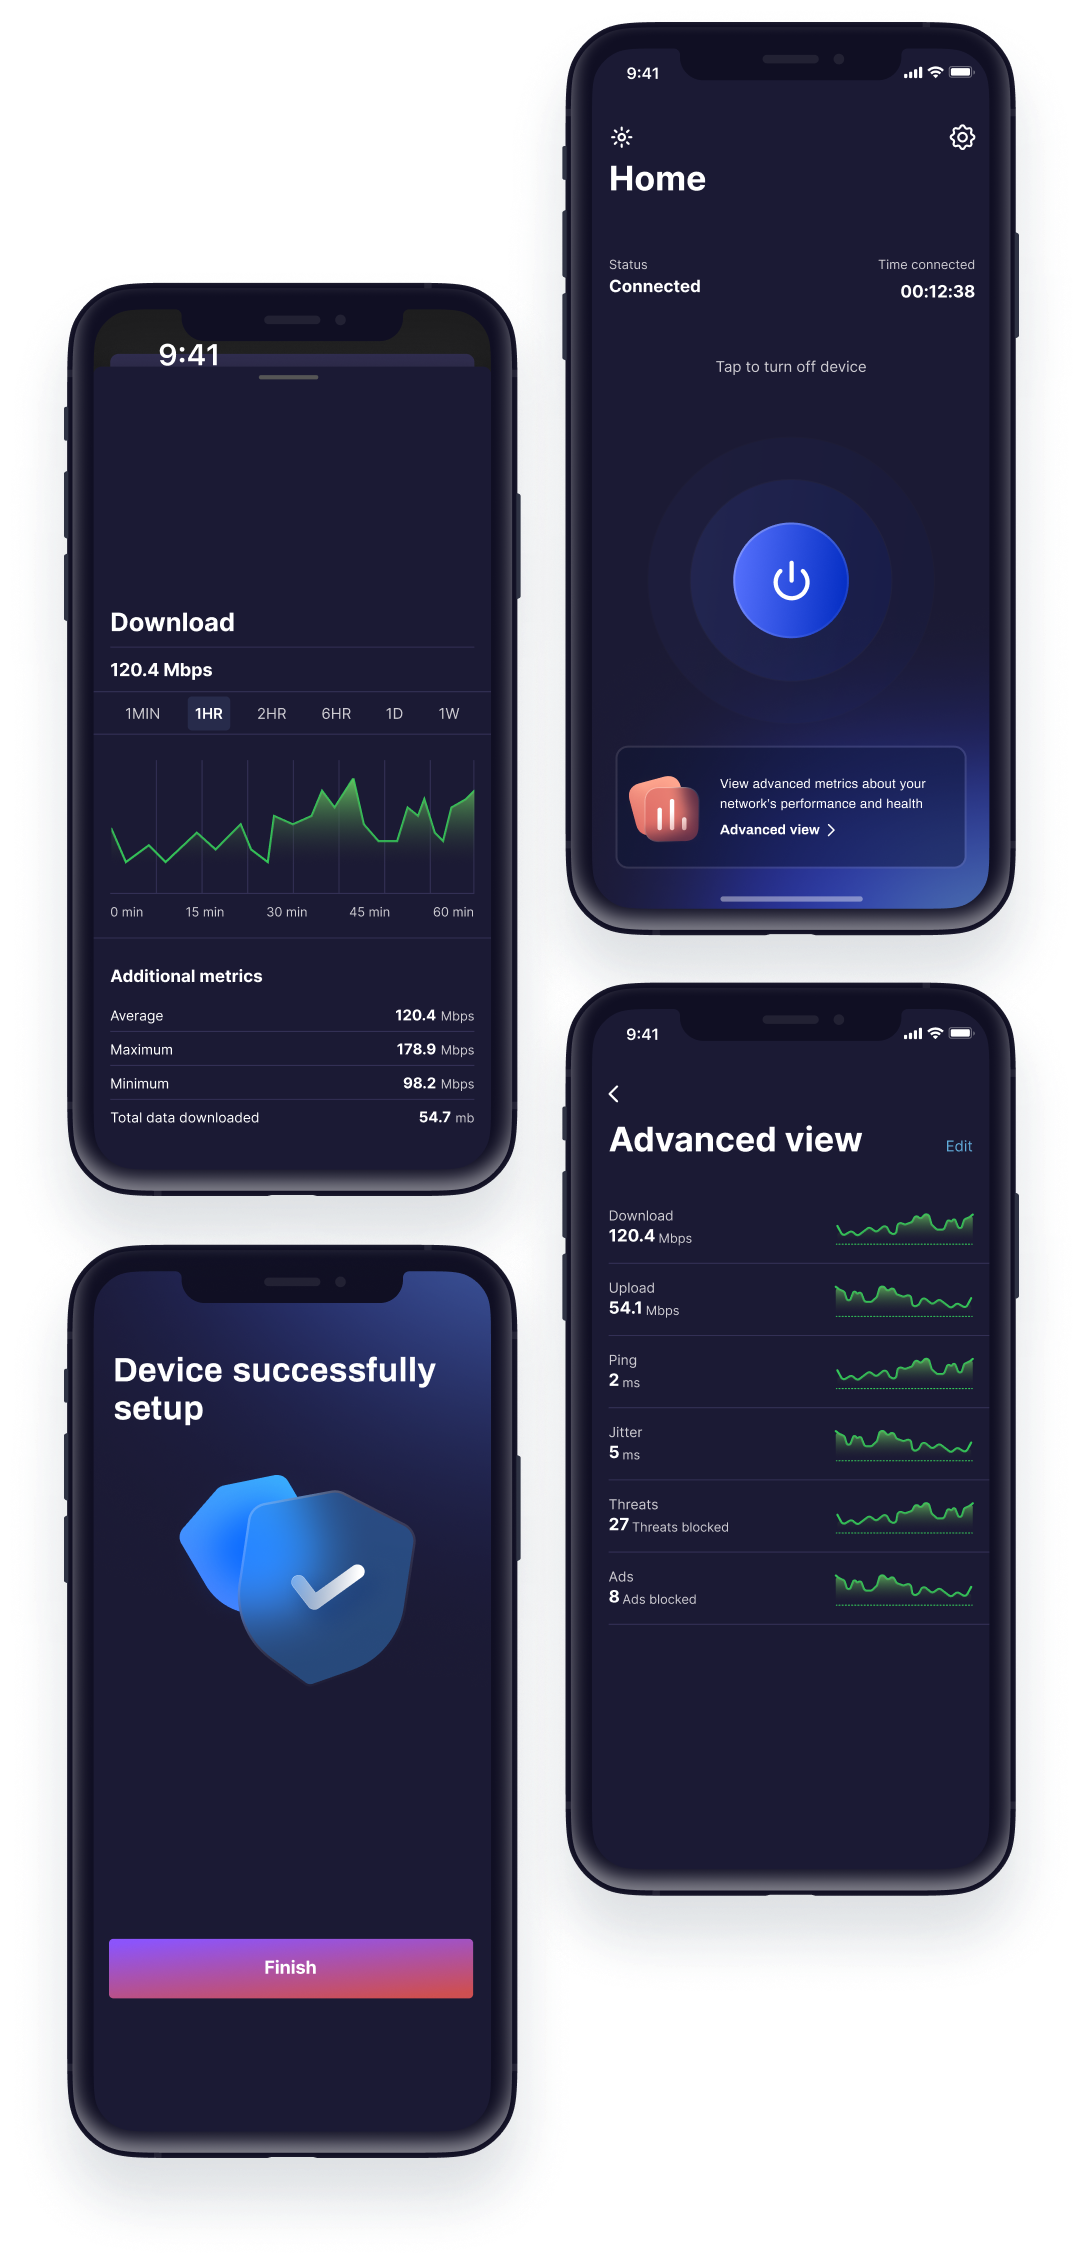 9:41
Home
Status
Time connected
Connected
00:12:38
Tap to turn off device
View advanced metrics about your
network's performance and health
Advanced view
9:41
Download
120.4 Mbps
1MIN 1HR 2HR 6HR 1D 1W
0 min 15 min 30 min 45 min 60 min
Additional metrics
Average 120.4 Mbps
Maximum 178.9 Mbps
Minimum 98.2 Mbps
Total data downloaded 54.7 mb
9:41
Advanced view Edit
Download
120.4 Mbps
Upload
54.1 Mbps
Ping
2 ms
Jitter
5 ms
Threats
27 Threats blocked
Ads
8 Ads blocked
Device successfully
setup
Finish